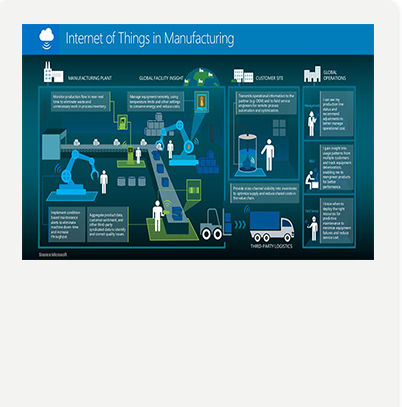 Internet of Things in Manufacturing
MANUFACTURING PLANT
GLOBAL FACILITY INSIGHT
CUSTOMER SITE
GLOBAL
OPERATIONS
Monitor production flow in near-real
time to eliminate waste and
unnecessary work in process inventory.
Manage equipment remotely, using
temperature limits and other settings
to conserve energy and reduce costs.
Transmits operational information to the
partner (e.g. OEM) and to field service
engineers for remote process
automation and optimization.
I can see my
production line
status and
recommend
adjustments to
better manage
operational cost.
I gain insight into
usage patterns from
multiple customers
and track equipment
deterioration,
enabling me to
reengineer products
for better
performance.
Provide cross-channel visibility into inventories
to optimize supply and reduce shared costs in
the value chain.
I know when to
deploy the right
resources for
predictive
maintenance to
minimize equipment
failures and reduce
service cost.
Implement condition
based maintenance
alerts to eliminate
machine down-time
and increase
throughput.
Aggregate product data,
customer sentiment, and
other third-party
syndicated data to identify
and correct quality issues.
THIRD-PARTY LOGISTICS